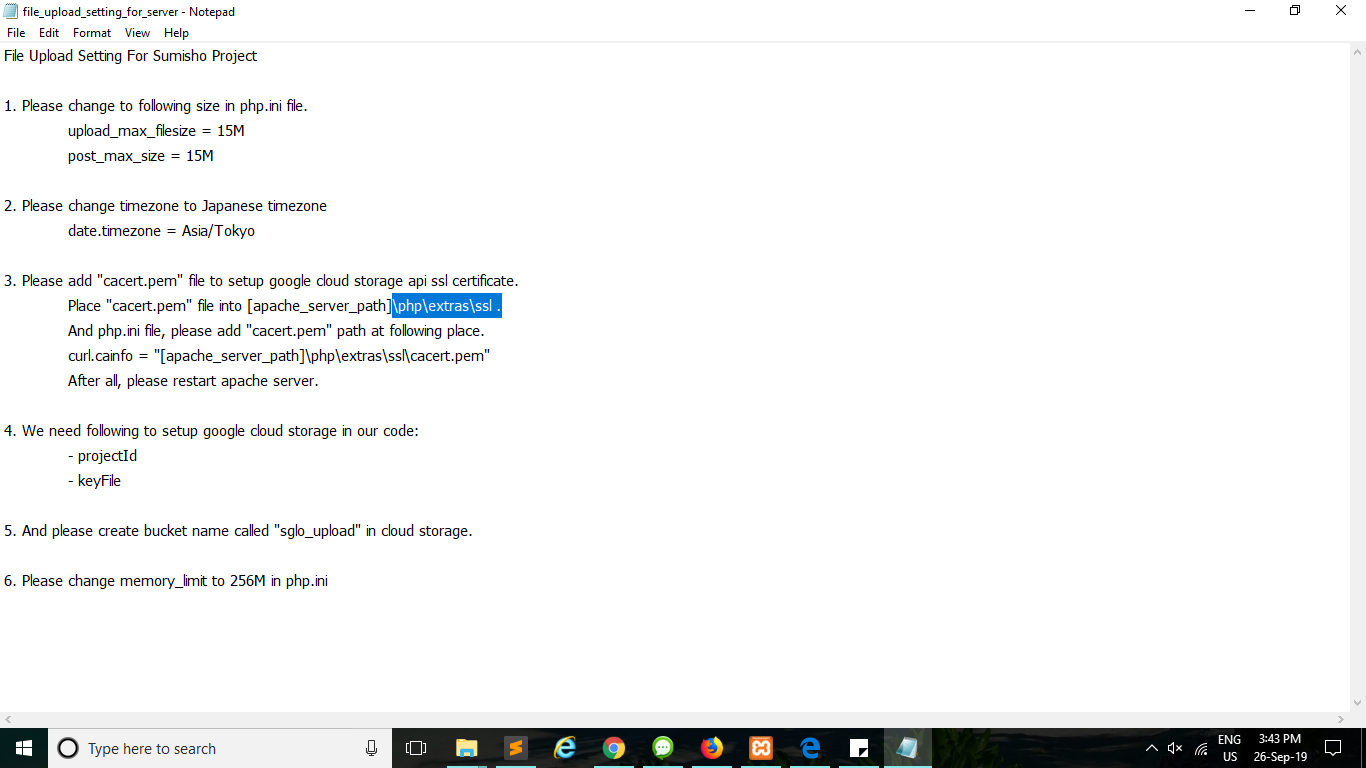 file_upload_setting_for_server - Notepad
File Edit Format View Help
File Upload Setting For Sumisho Project
1. Please change to following size in php.ini file.
upload_max_filesize = 15M
post_max_size = 15M
2. Please change timezone to Japanese timezone
date.timezone = Asia/Tokyo
3. Please add "cacert.pem" file to setup google cloud storage api ssl certificate.
Place "cacert.pem" file into [apache_server_path]\php\extras\ssl .
And php.ini file, please add "cacert.pem" path at following place.
curl.cainfo = "[apache_server_path]\php\extras\ssl\cacert.pem"
After all, please restart apache server.
4. We need following to setup google cloud storage in our code:
- projectId
- keyFile
5. And please create bucket name called "sglo_upload" in cloud storage.
6. Please change memory_limit to 256M in php.ini
Type here to search
ENG
US
3:43 PM
26-Sep-19